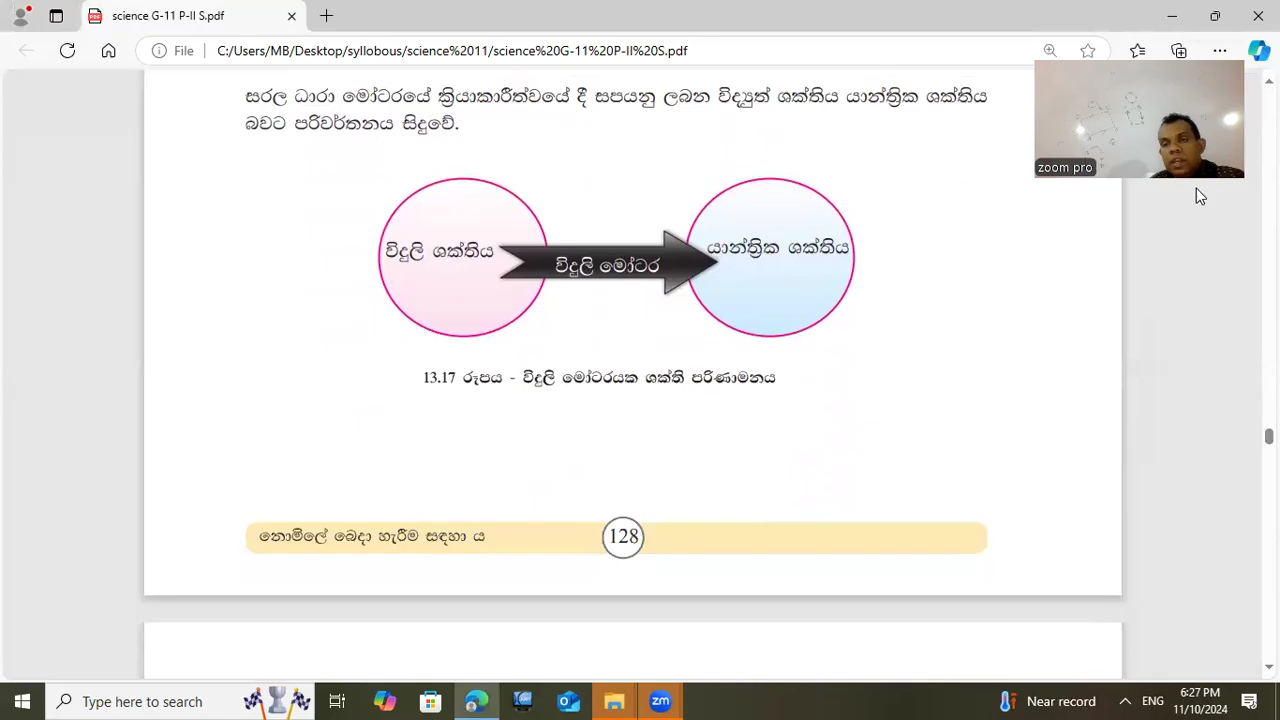 science G-11 P-II S.pdf
File
C:/Users/MB/Desktop/syllobous/science%2011/science%20G-11%20P-II%20S.pdf
සරල ධාරා මෝටරයේ ක්‍රියාකාරීත්වයේ දී සපයනු ලබන විද්‍යුත් ශක්තිය යාන්ත්‍රික ශක්තිය
බවට පරිවර්තනය සිදුවේ.
zoom pro
විදුලි ශක්තිය
විදුලි මෝටර
යාන්ත්‍රික ශක්තිය
13.17 රූපය - විදුලි මෝටරයක ශක්ති පරිණාමනය
නොමිලේ බෙදා හැරීම සඳහා ය
128
Type here to search
zm
Near record
ENG
6:27 PM
11/10/2024